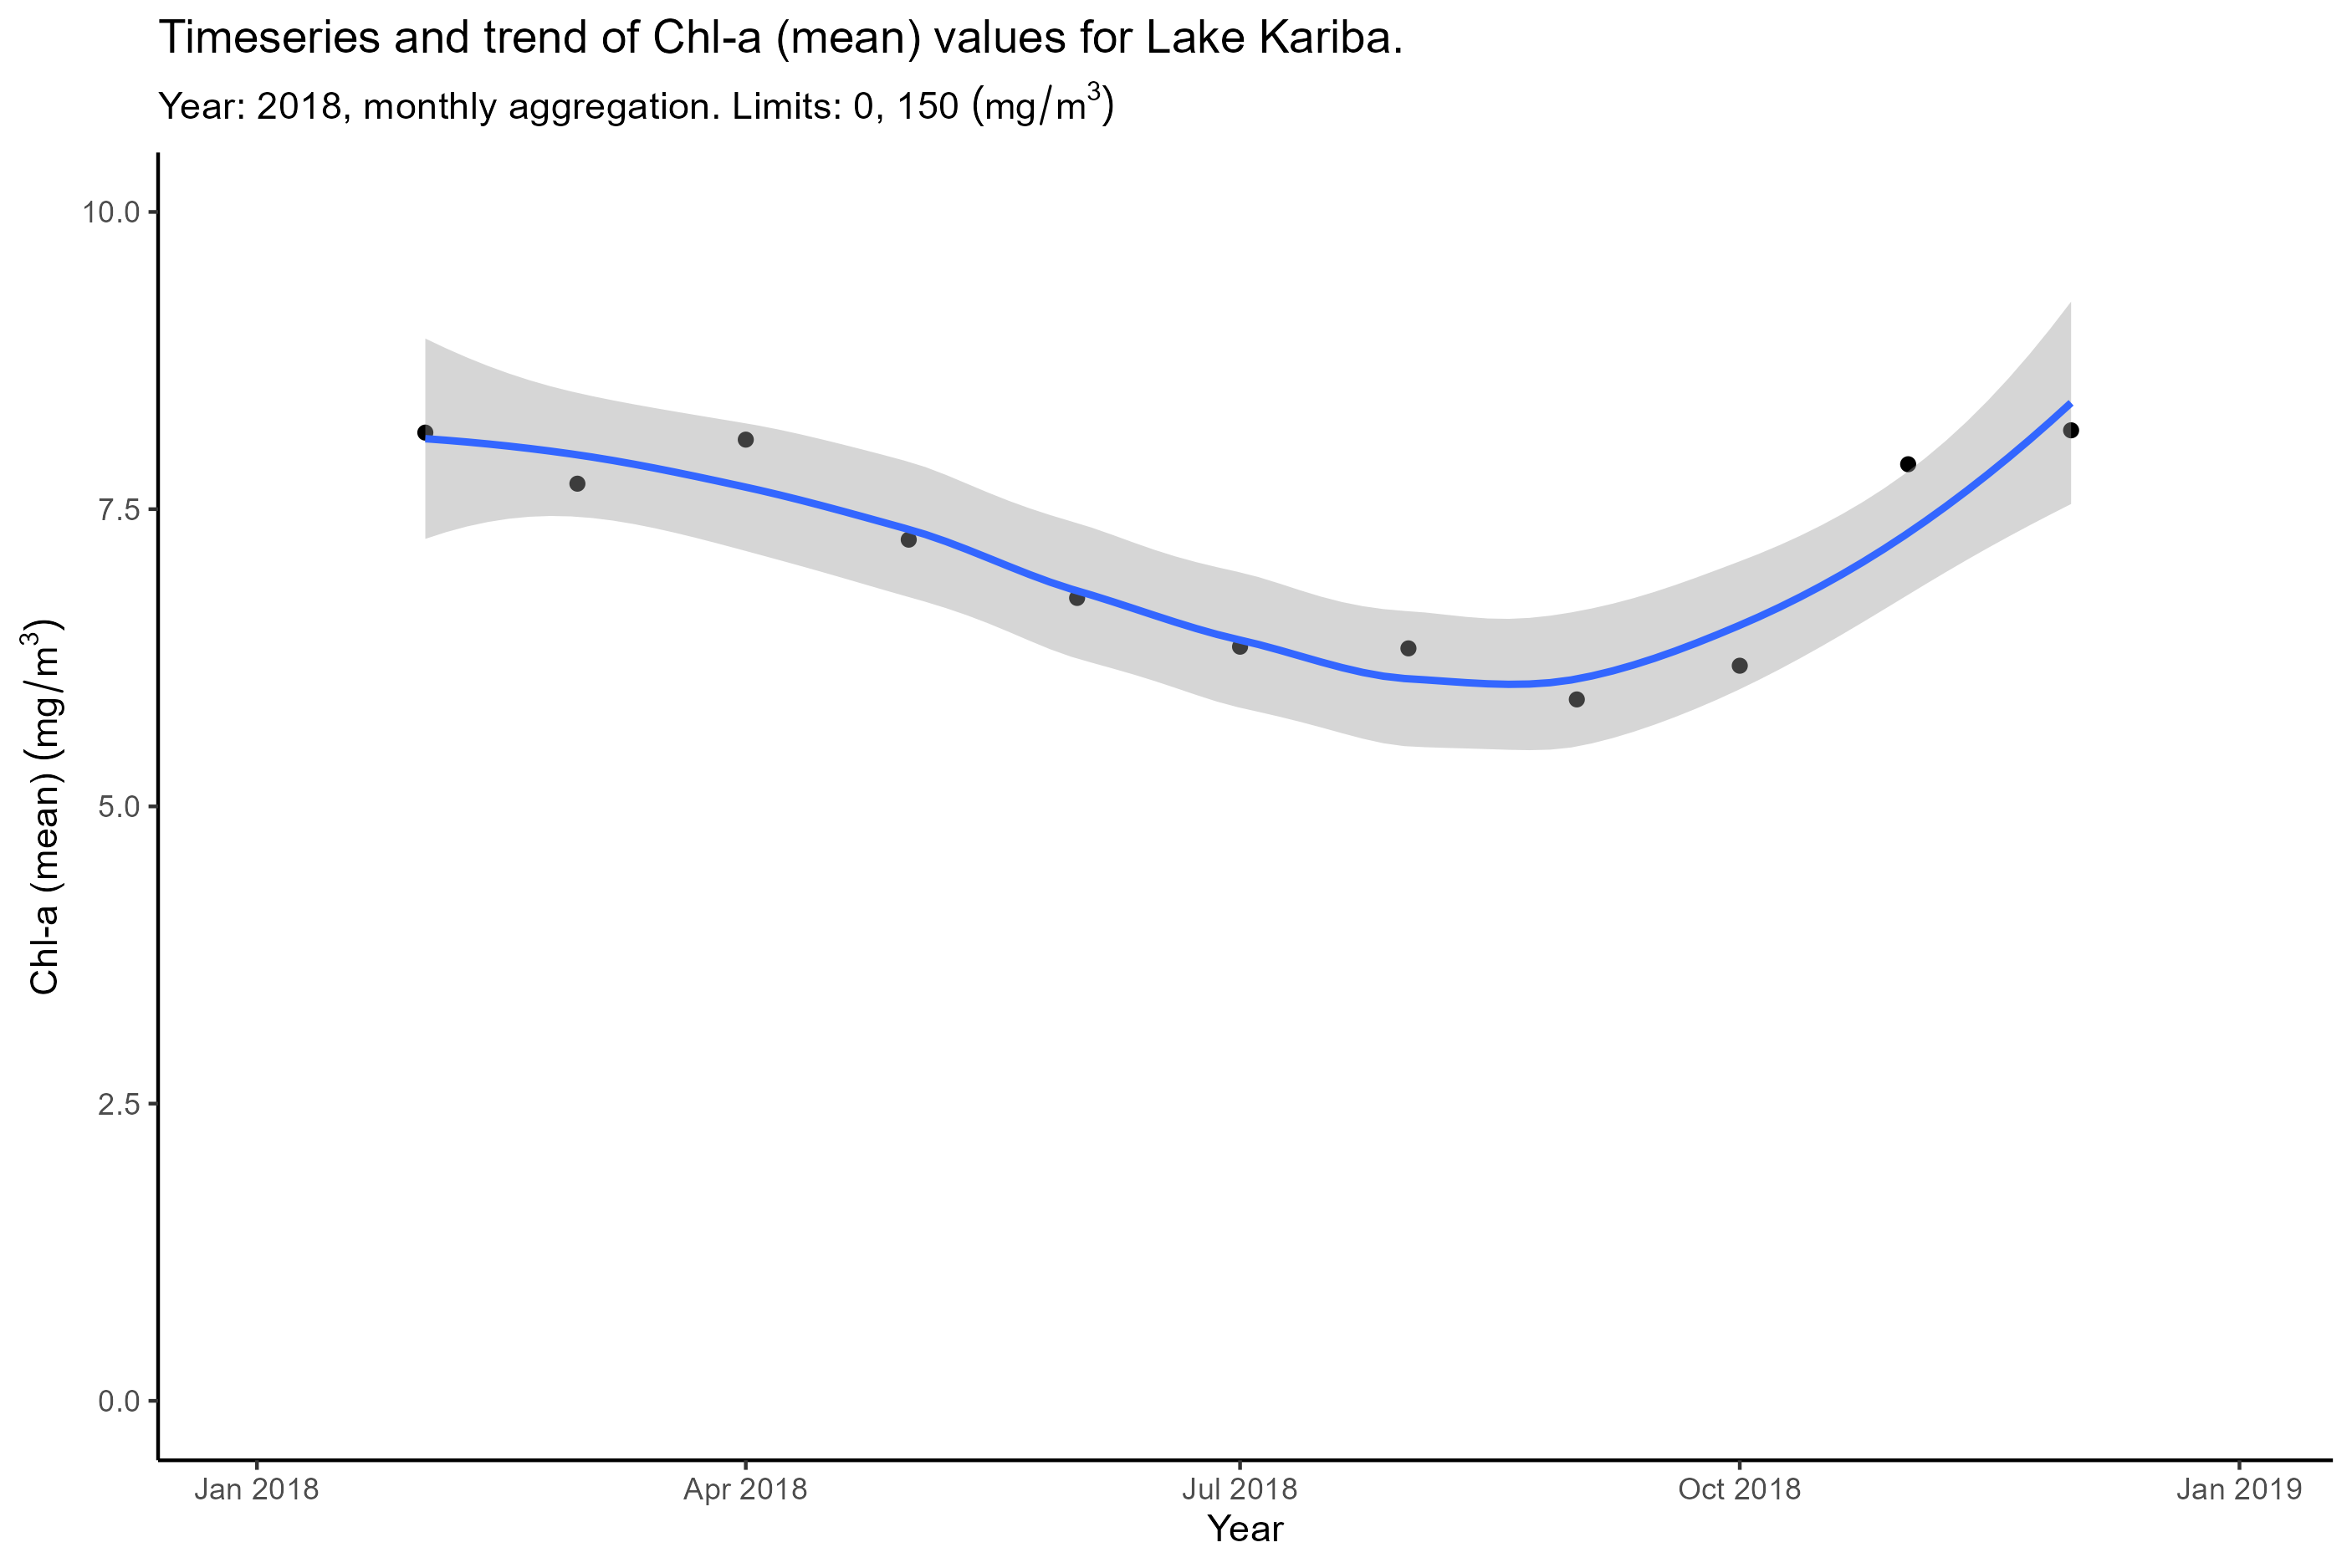 Timeseries and trend of Chl-a (mean) values for Lake Kariba.
Year: 2018, monthly aggregation. Limits: 0, 150 (mg/m³)
Chl-a (mean) (mg/m³)
10.0
7.5
5.0
2.5
0.0
Jan 2018
Apr 2018
Jul 2018
Oct 2018
Jan 2019
Year